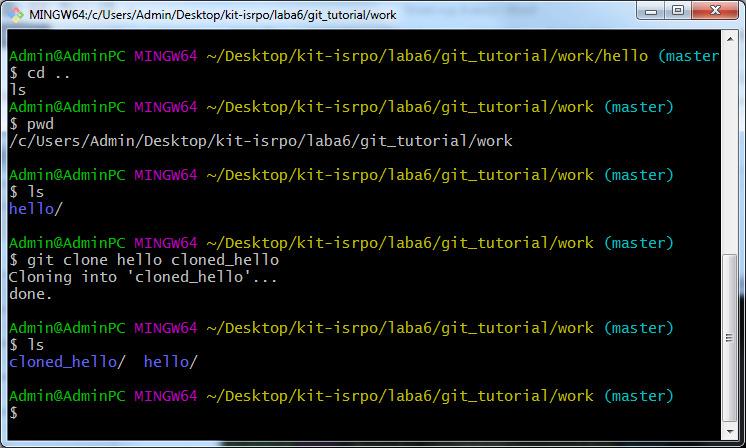 MINGW64:/c/Users/Admin/Desktop/kit-isrpo/laba6/git_tutorial/work
Admin@AdminPC MINGW64 ~/Desktop/kit-isrpo/laba6/git_tutorial/work/hello (master
$ cd ..
ls
Admin@AdminPC MINGW64 ~/Desktop/kit-isrpo/laba6/git_tutorial/work (master)
$ pwd
/c/Users/Admin/Desktop/kit-isrpo/laba6/git_tutorial/work
Admin@AdminPC MINGW64 ~/Desktop/kit-isrpo/laba6/git_tutorial/work (master)
$ ls
hello/
Admin@AdminPC MINGW64 ~/Desktop/kit-isrpo/laba6/git_tutorial/work (master)
$ git clone hello cloned_hello
Cloning into 'cloned_hello'...
done.
Admin@AdminPC MINGW64 ~/Desktop/kit-isrpo/laba6/git_tutorial/work (master)
$ ls
cloned_hello/  hello/
Admin@AdminPC MINGW64 ~/Desktop/kit-isrpo/laba6/git_tutorial/work (master)
$